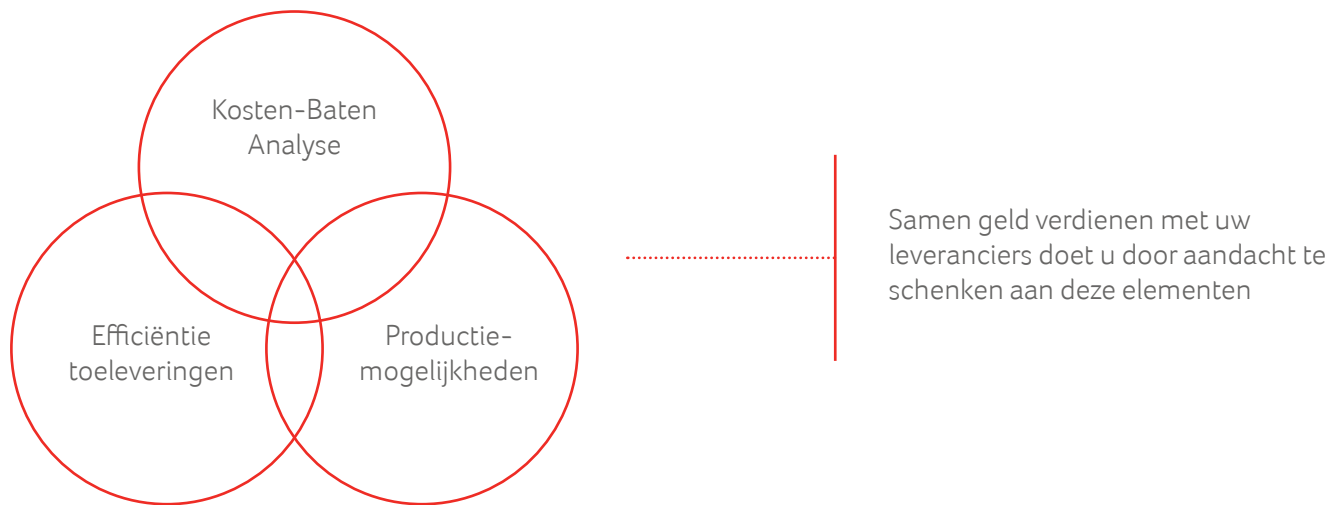 Kosten-Baten
Analyse
Efficiëntie
toeleveringen
Productie-
mogelijkheden
Samen geld verdienen met uw
leveranciers doet u door aandacht te
schenken aan deze elementen